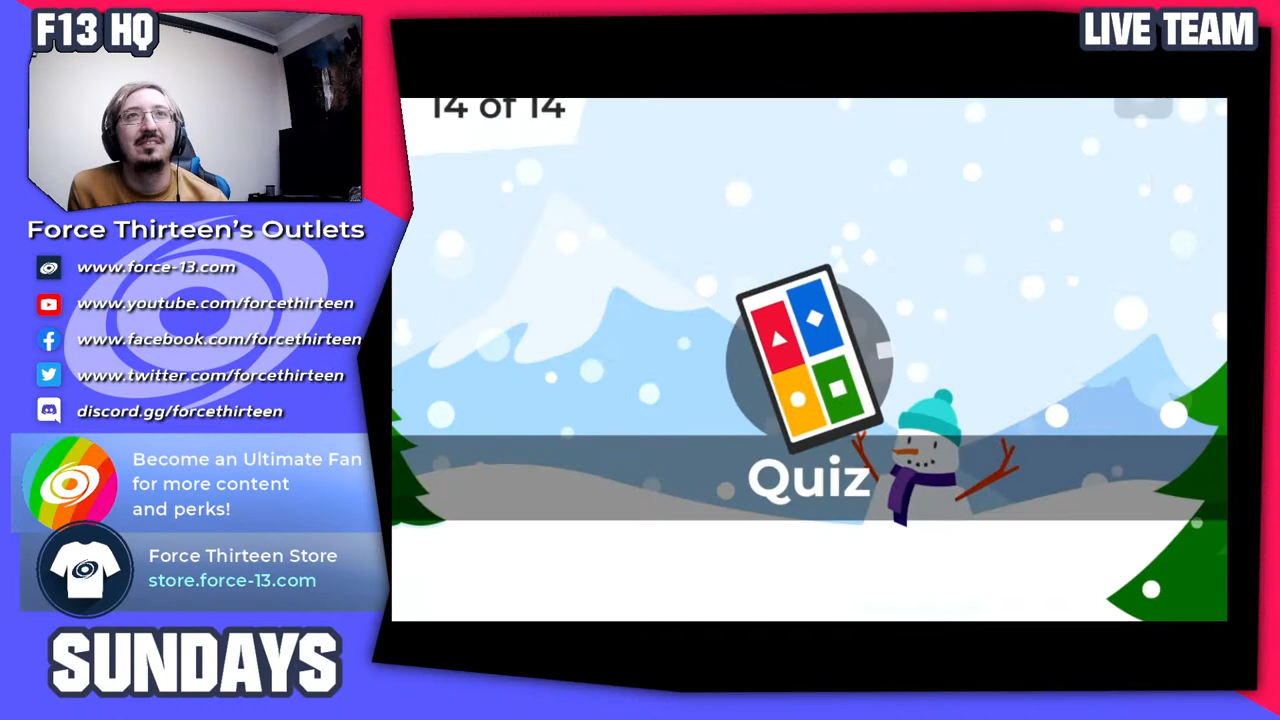 F13 HQ
LIVE TEAM
14 of 14
Force Thirteen's Outlets
www.force-13.com
www.youtube.com/forcethirteen
www.facebook.com/forcethirteen
www.twitter.com/forcethirteen
discord.gg/forcethirteen
Become an Ultimate Fan
for more content
and perks!
Force Thirteen Store
store.force-13.com
SUNDAYS
Quiz